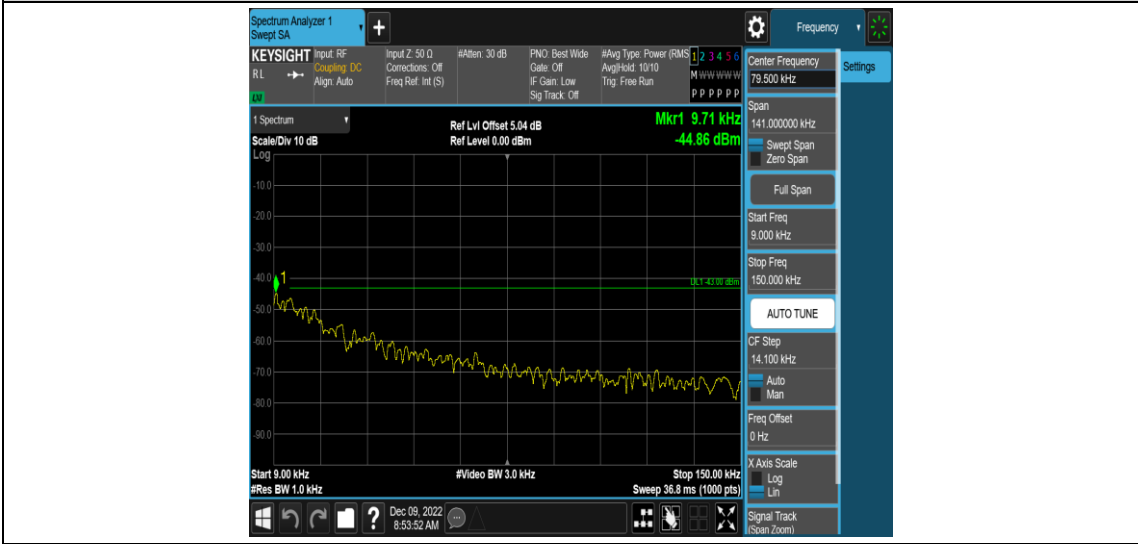 Spectrum Analyzer 1
Swept SA
+
Frequency
KEYSIGHT
RL
Input: RF
Coupling: DC
Align: Auto
Input Z: 50 Ω
Corrections: Off
Freq Ref: Int (S)
#Atten: 30 dB
PNO: Best Wide
Gate: Off
IF Gain: Low
Sig Track: Off
#Avg Type: Power (RMS
Avg|Hold: 10/10
Trig: Free Run
1 2 3 4 5 6
M W W W W W
P P P P P P
1 Spectrum
Scale/Div 10 dB
Log
Ref Lvl Offset 5.04 dB
Ref Level 0.00 dBm
Mkr1 9.71 kHz
-44.86 dBm
-10.0
-20.0
-30.0
-40.0
1
DL1 -43.00 dBm
-50.0
-60.0
-70.0
-80.0
-90.0
Start 9.00 kHz
#Video BW 3.0 kHz
Stop 150.00 kHz
#Res BW 1.0 kHz
Sweep 36.8 ms (1000 pts)
?
Dec 09, 2022
8:53:52 AM
Center Frequency
79.500 kHz
Settings
Span
141.000000 kHz
Swept Span
Zero Span
Full Span
Start Freq
9.000 kHz
Stop Freq
150.000 kHz
AUTO TUNE
CF Step
14.100 kHz
Auto
Man
Freq Offset
0 Hz
X Axis Scale
Log
Lin
Signal Track
(Span Zoom)